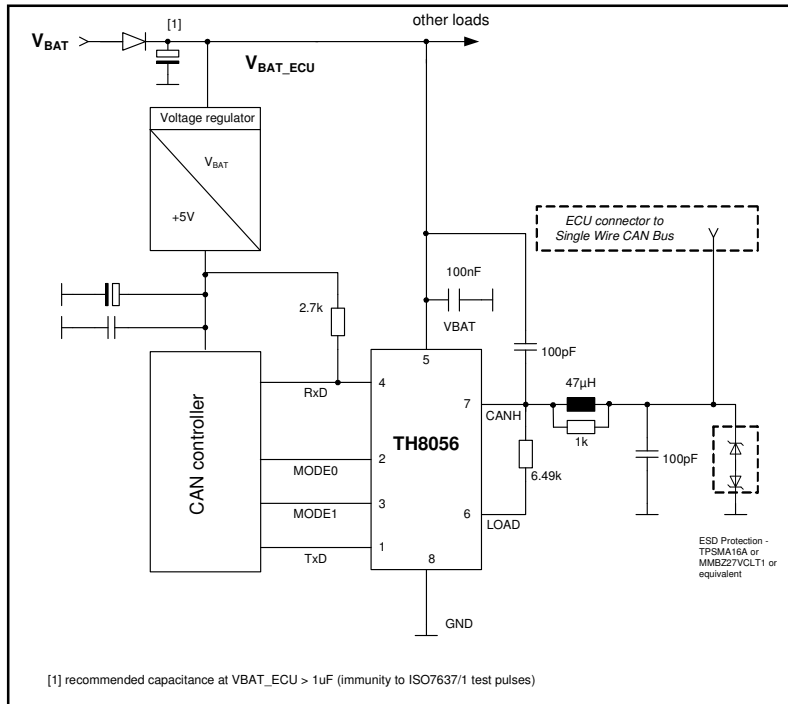 [1]
other loads
VBAT
VBAT_ECU
Voltage regulator
VBAT
+5V
ECU connector to
Single Wire CAN Bus
100nF
2.7k
VBAT
5
100pF
47µH
4
RxD
7
CANH
1k
CAN controller
TH8056
100pF
6.49k
2
MODE0
3
MODE1
6
LOAD
1
TxD
8
ESD Protection -
TPSMA16A or
MMBZ27VCLT1 or
equivalent
GND
[1] recommended capacitance at VBAT_ECU > 1uF (immunity to ISO7637/1 test pulses)